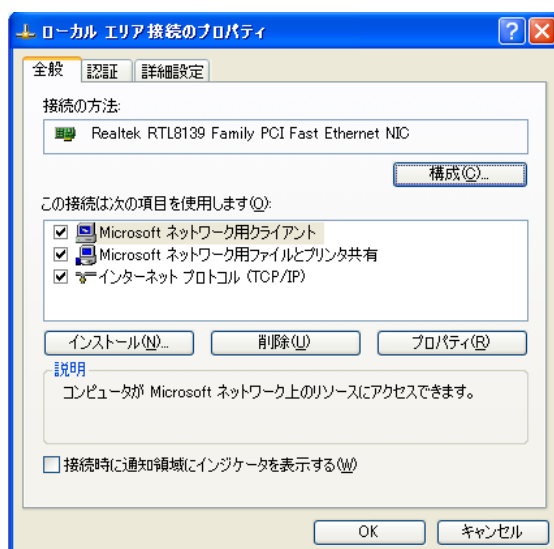 ローカル エリア接続のプロパティ
全般 認証 詳細設定
接続の方法:
Realtek RTL8139 Family PCI Fast Ethernet NIC
構成(C)...
この接続は次の項目を使用します(O):
Microsoft ネットワーク用クライアント
Microsoft ネットワーク用ファイルとプリンタ共有
インターネット プロトコル (TCP/IP)
インストール(N)... 削除(U) プロパティ(R)
説明
コンピュータが Microsoft ネットワーク上のリソースにアクセスできます。
接続時に通知領域にインジケータを表示する(W)
OK キャンセル